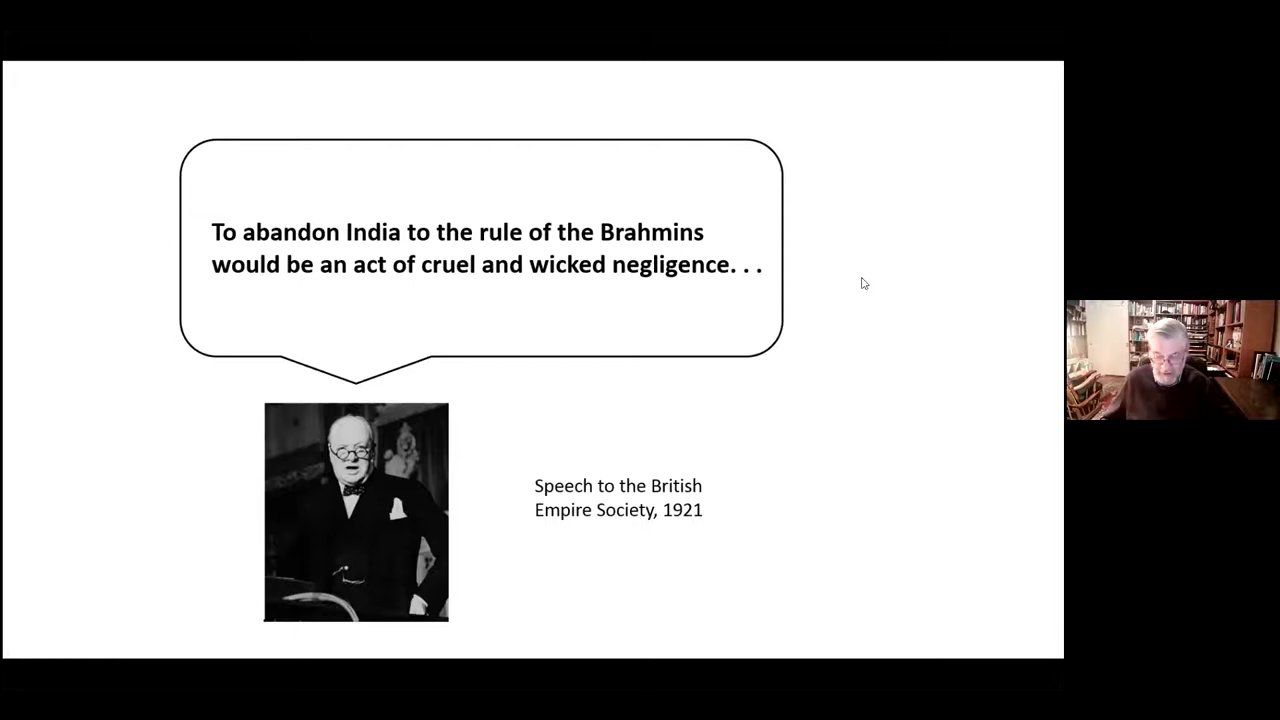 To abandon India to the rule of the Brahmins
would be an act of cruel and wicked negligence. . .
Speech to the British
Empire Society, 1921